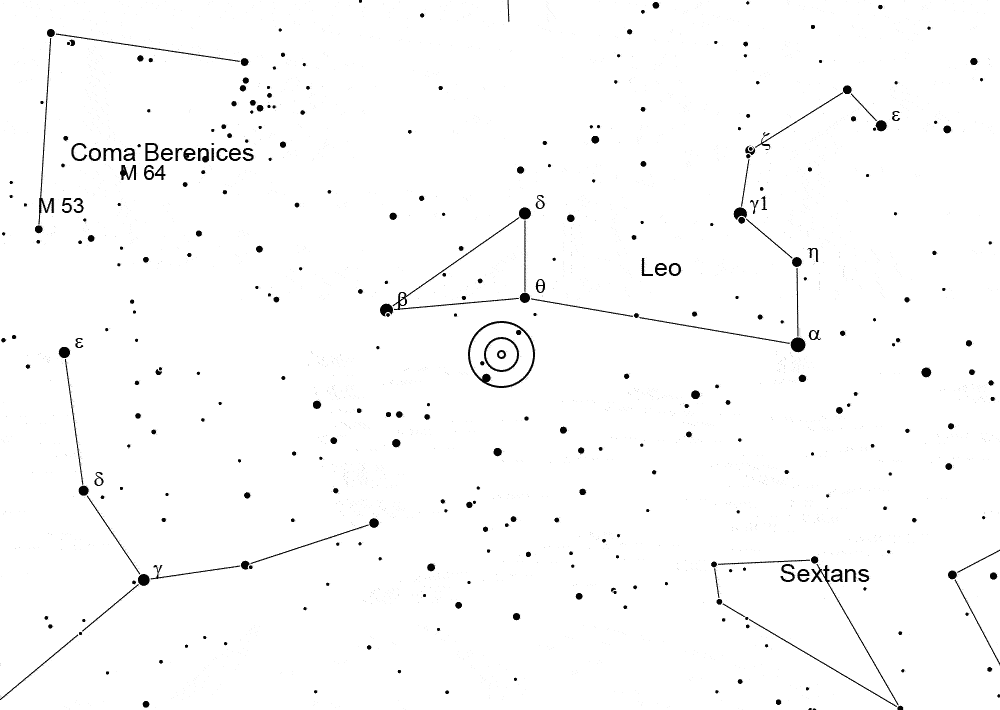 ε
ζ
Coma Berenices
M 64
M 53
δ
γ1
η
Leo
θ
β
α
ε
δ
γ
Sextans